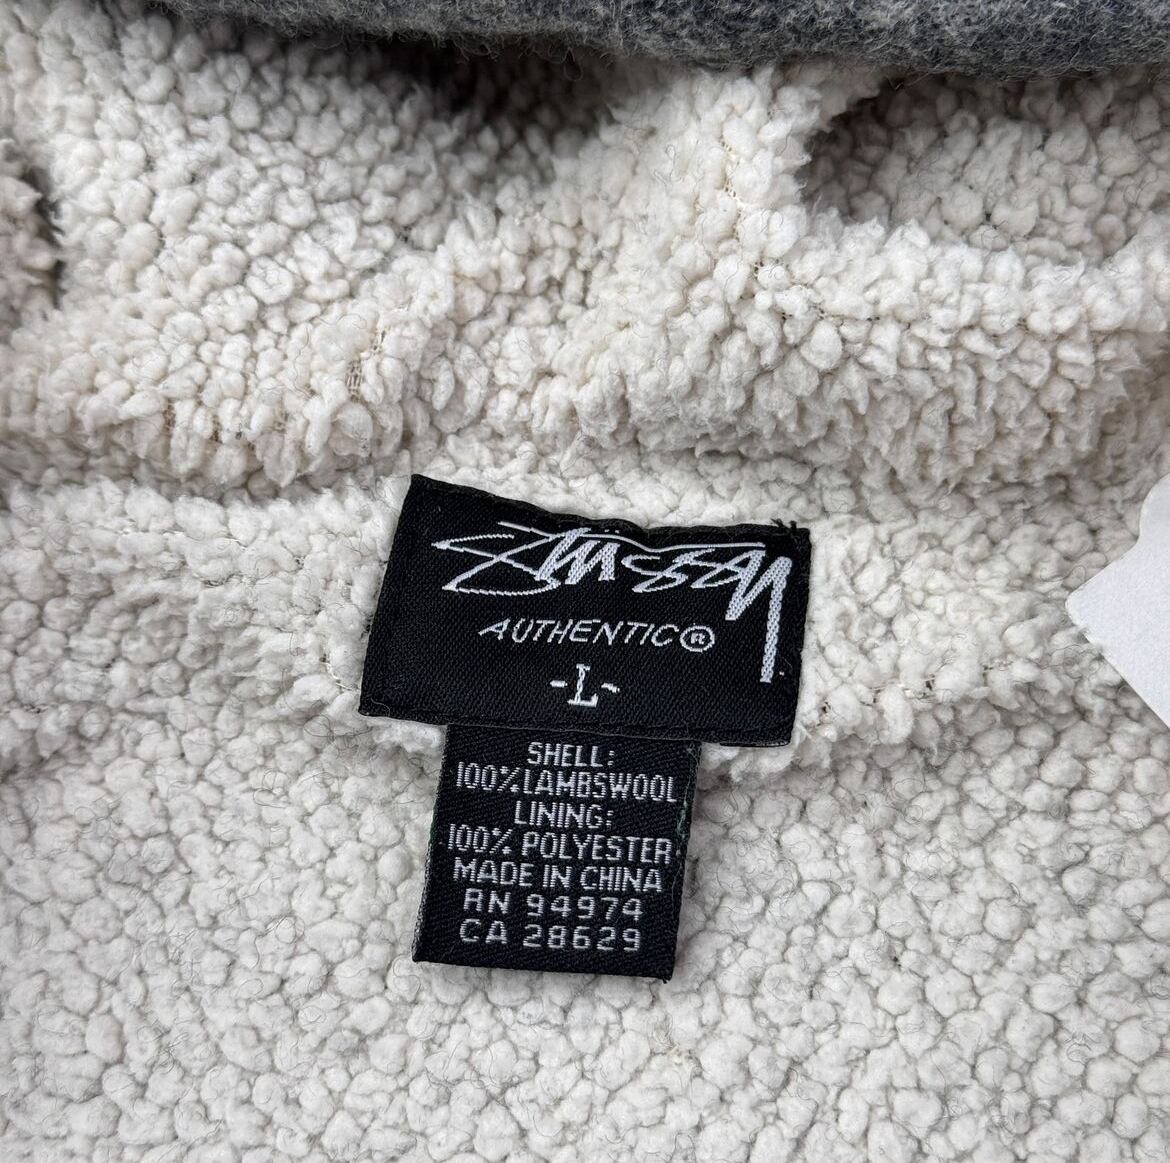 Stüssy
AUTHENTIC®
-L-
SHELL:
100% LAMBSWOOL
LINING:
100% POLYESTER
MADE IN CHINA
RN 94974
CA 28629